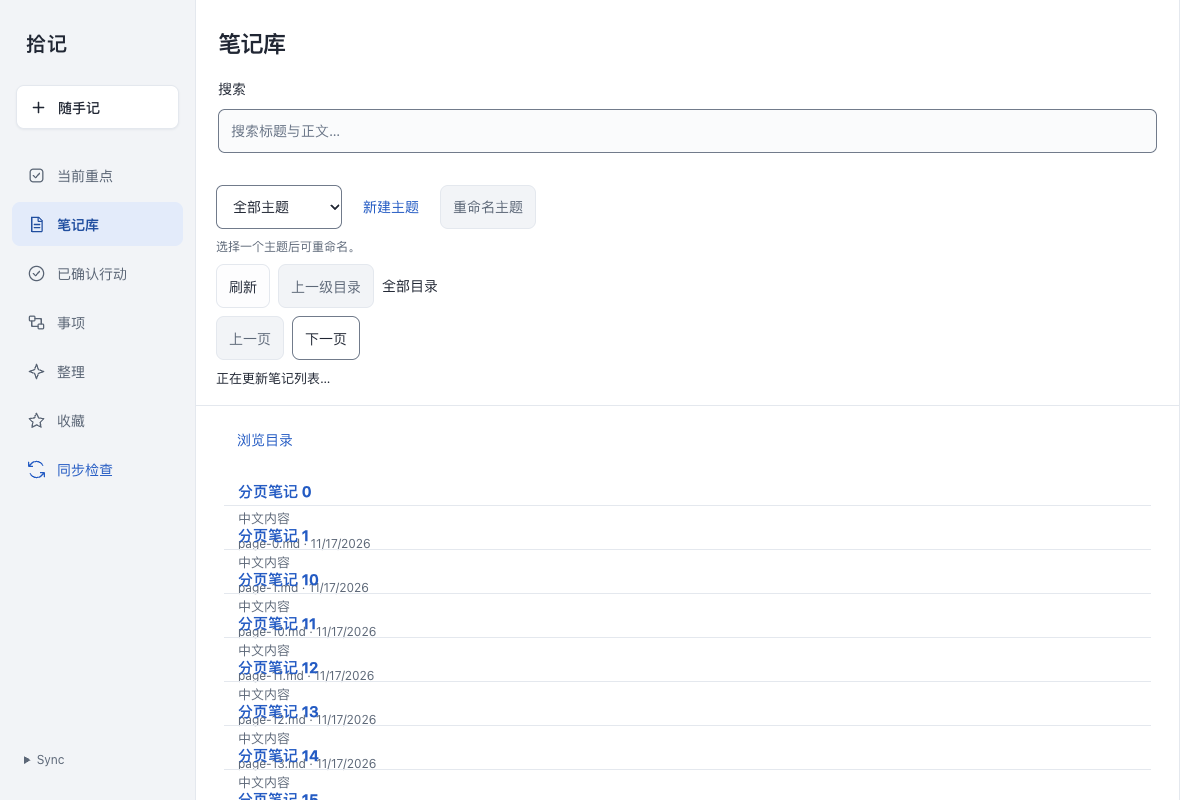 拾记
随手记
当前重点
笔记库
已确认行动
事项
整理
收藏
同步检查
Sync
笔记库
搜索
搜索标题与正文...
全部主题 新建主题 重命名主题
选择一个主题后可重命名。
刷新 上一级目录 全部目录
上一页 下一页
正在更新笔记列表...
浏览目录
分页笔记 0
中文内容
分页笔记 1
page-0.md · 11/17/2026
中文内容
分页笔记 10
page-1.md · 11/17/2026
中文内容
分页笔记 11
page-10.md · 11/17/2026
中文内容
分页笔记 12
page-11.md · 11/17/2026
中文内容
分页笔记 13
page-12.md · 11/17/2026
中文内容
分页笔记 14
page-13.md · 11/17/2026
中文内容
分页笔记 15